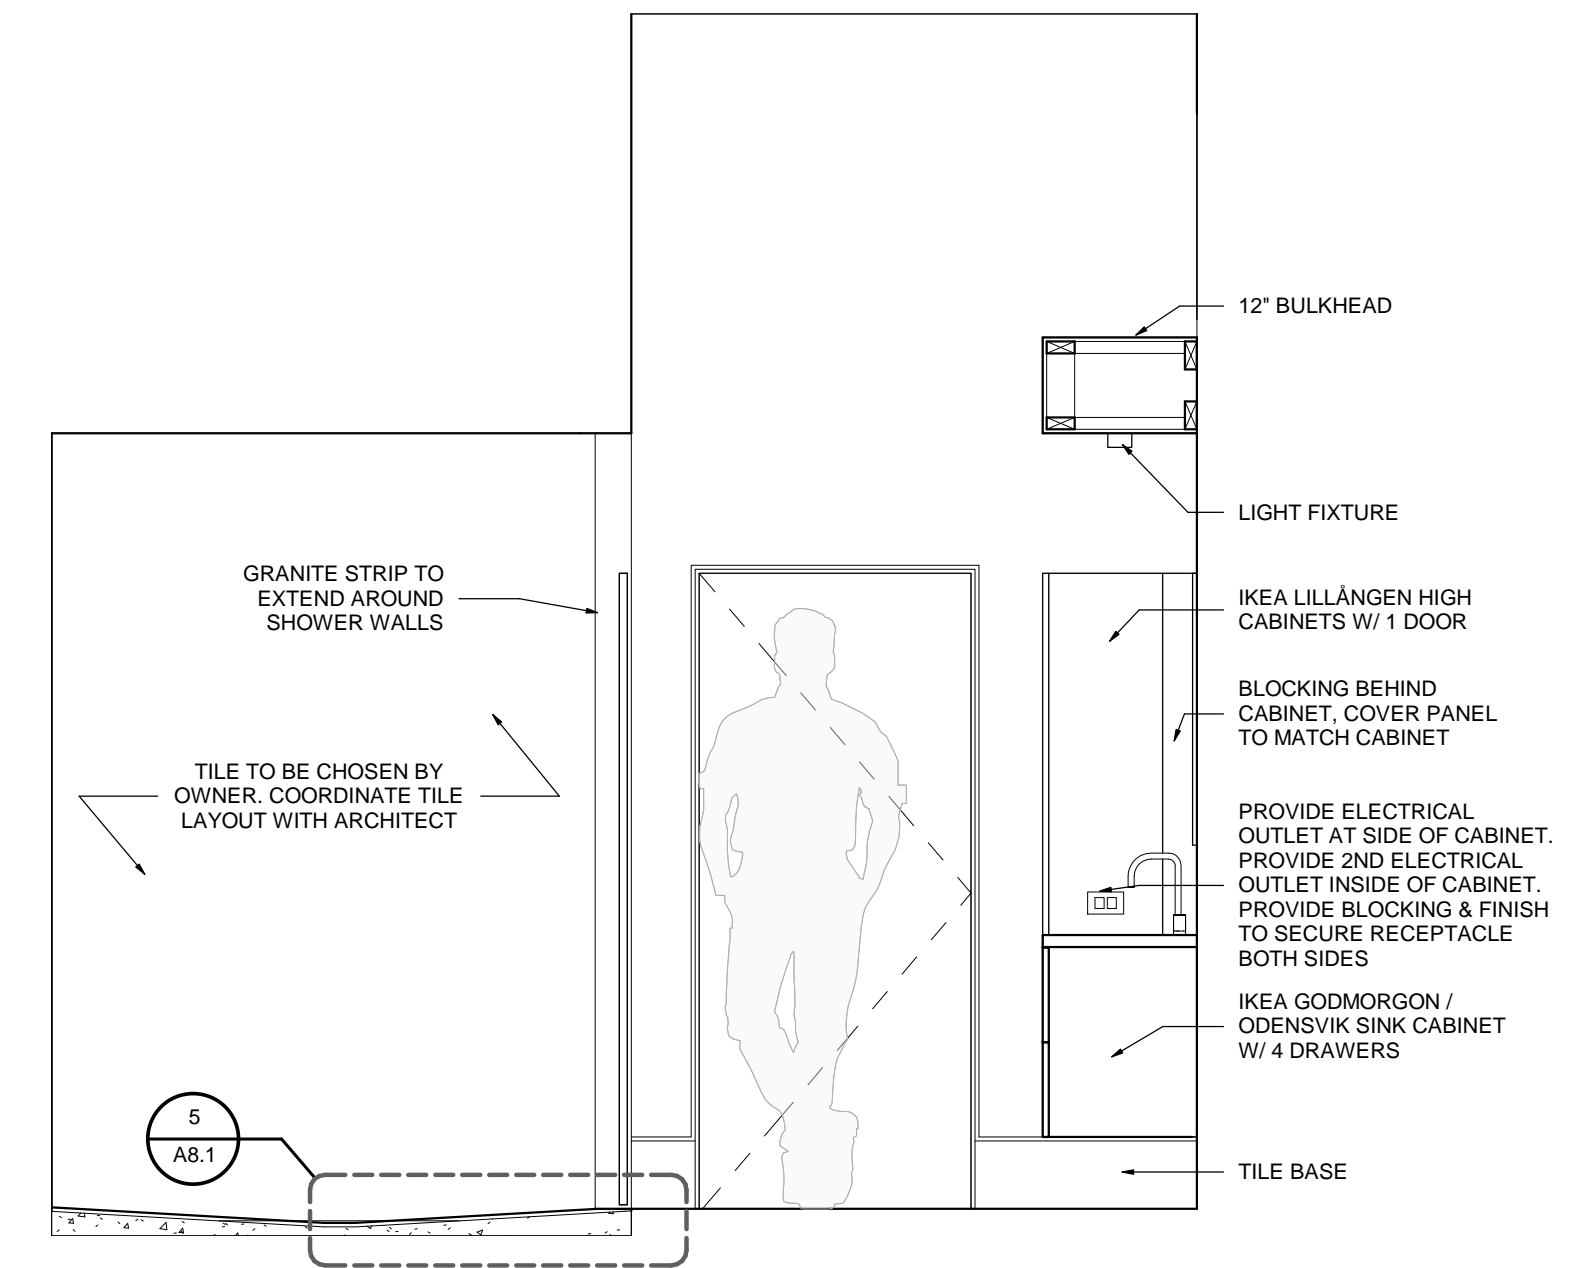 12" BULKHEAD
LIGHT FIXTURE
GRANITE STRIP TO
EXTEND AROUND
SHOWER WALLS
IKEA LILLÅNGEN HIGH
CABINETS W/ 1 DOOR
BLOCKING BEHIND
CABINET, COVER PANEL
TO MATCH CABINET
TILE TO BE CHOSEN BY
OWNER. COORDINATE TILE
LAYOUT WITH ARCHITECT
PROVIDE ELECTRICAL
OUTLET AT SIDE OF CABINET.
PROVIDE 2ND ELECTRICAL
OUTLET INSIDE OF CABINET.
PROVIDE BLOCKING & FINISH
TO SECURE RECEPTACLE
BOTH SIDES
IKEA GODMORGON /
ODENSVIK SINK CABINET
W/ 4 DRAWERS
5
A8.1
TILE BASE